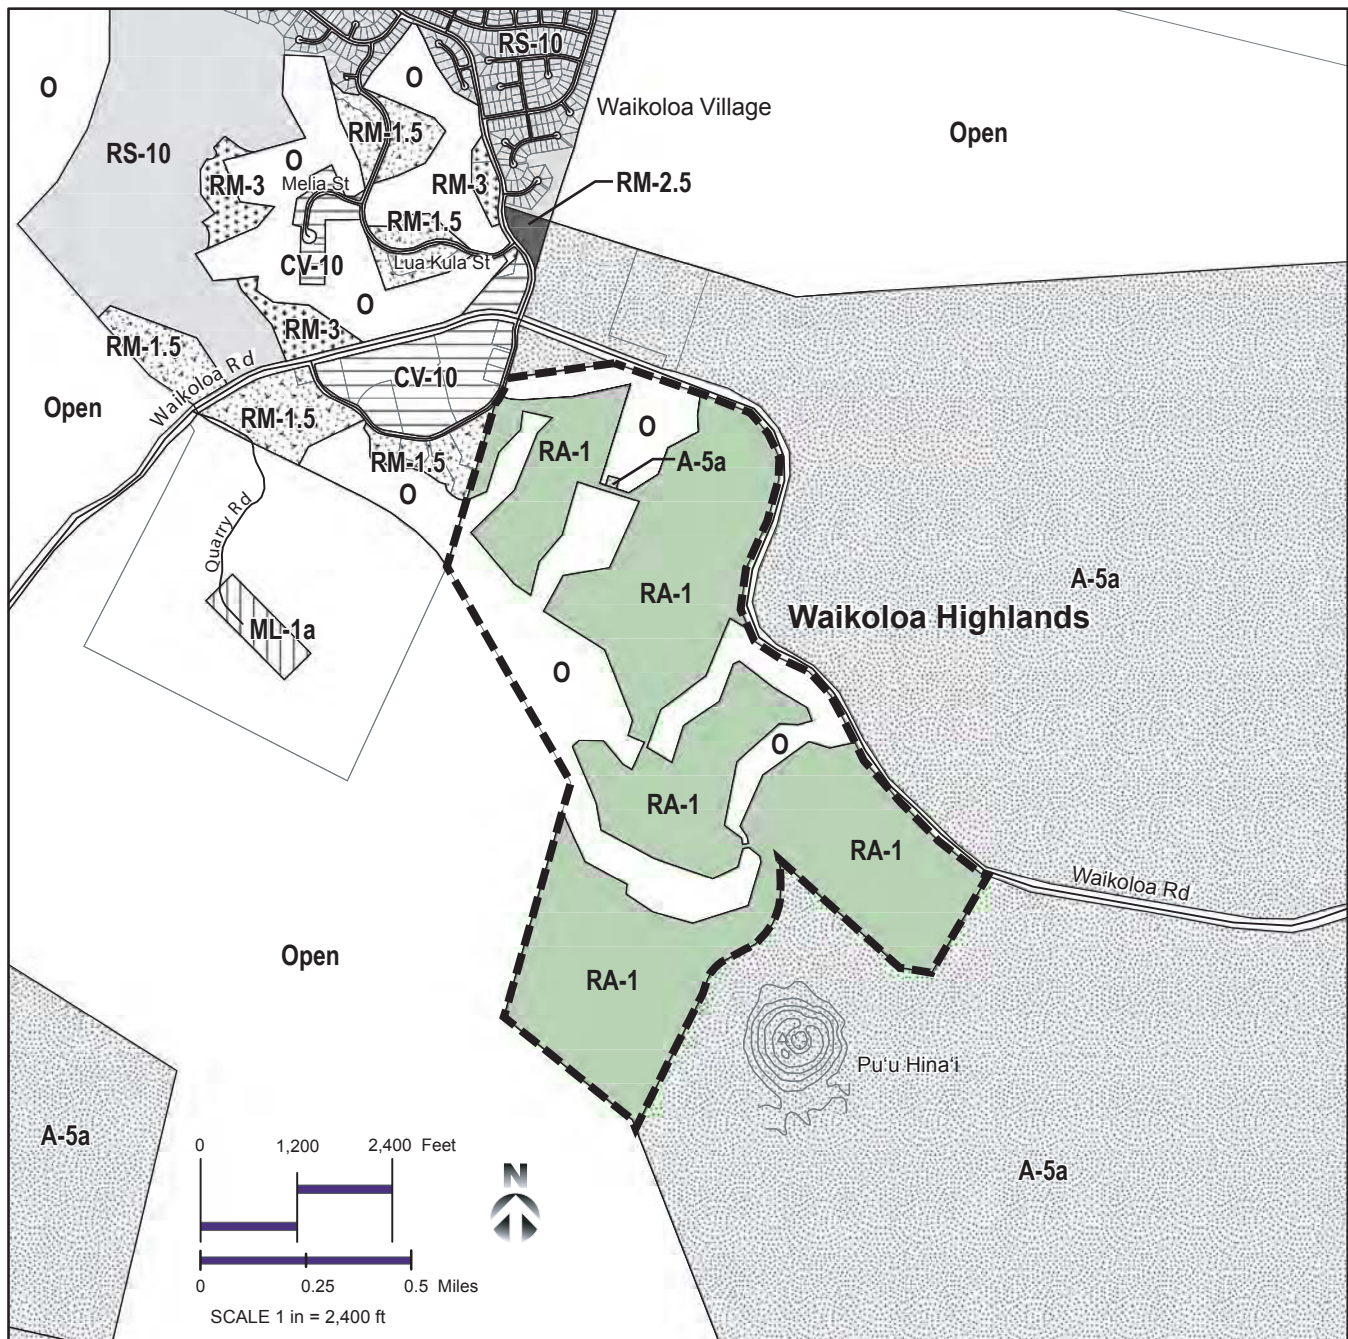 RS-10
O
O
Waikoloa Village
RM-1.5
Open
RS-10
O
Melia St
RM-3
RM-3
RM-2.5
RM-1.5
Lua Kula St
CV-10
O
RM-3
RM-1.5
Waikoloa Rd
CV-10
Open
RM-1.5
O
RA-1
RM-1.5
A-5a
O
Quarry Rd
A-5a
RA-1
Waikoloa Highlands
ML-1a
O
O
RA-1
RA-1
Waikoloa Rd
Open
RA-1
Pu‘u Hina‘i
A-5a
A-5a
0 1,200 2,400 Feet
N
0 0.25 0.5 Miles
SCALE 1 in = 2,400 ft